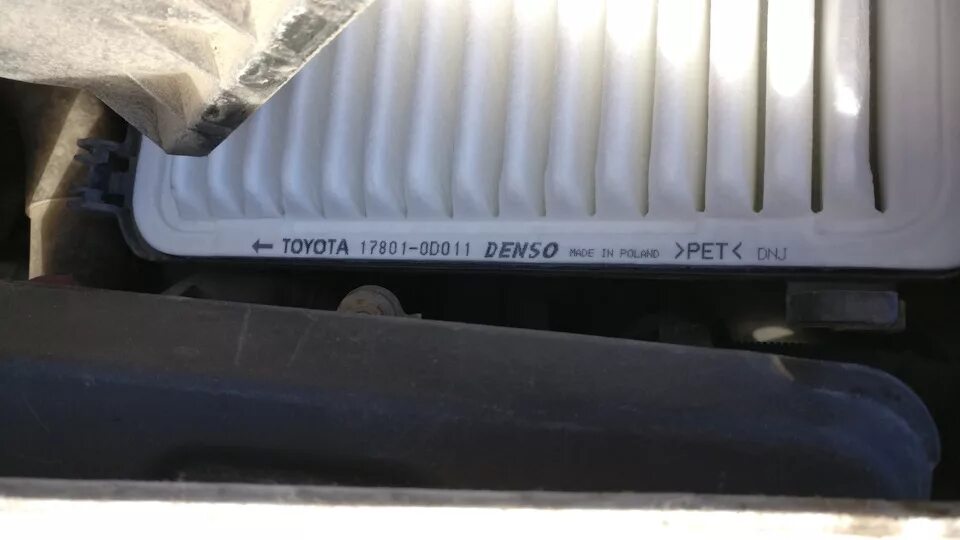 ← TOYOTA 17801-0D011 DENSO MADE IN POLAND >PET< DNJ